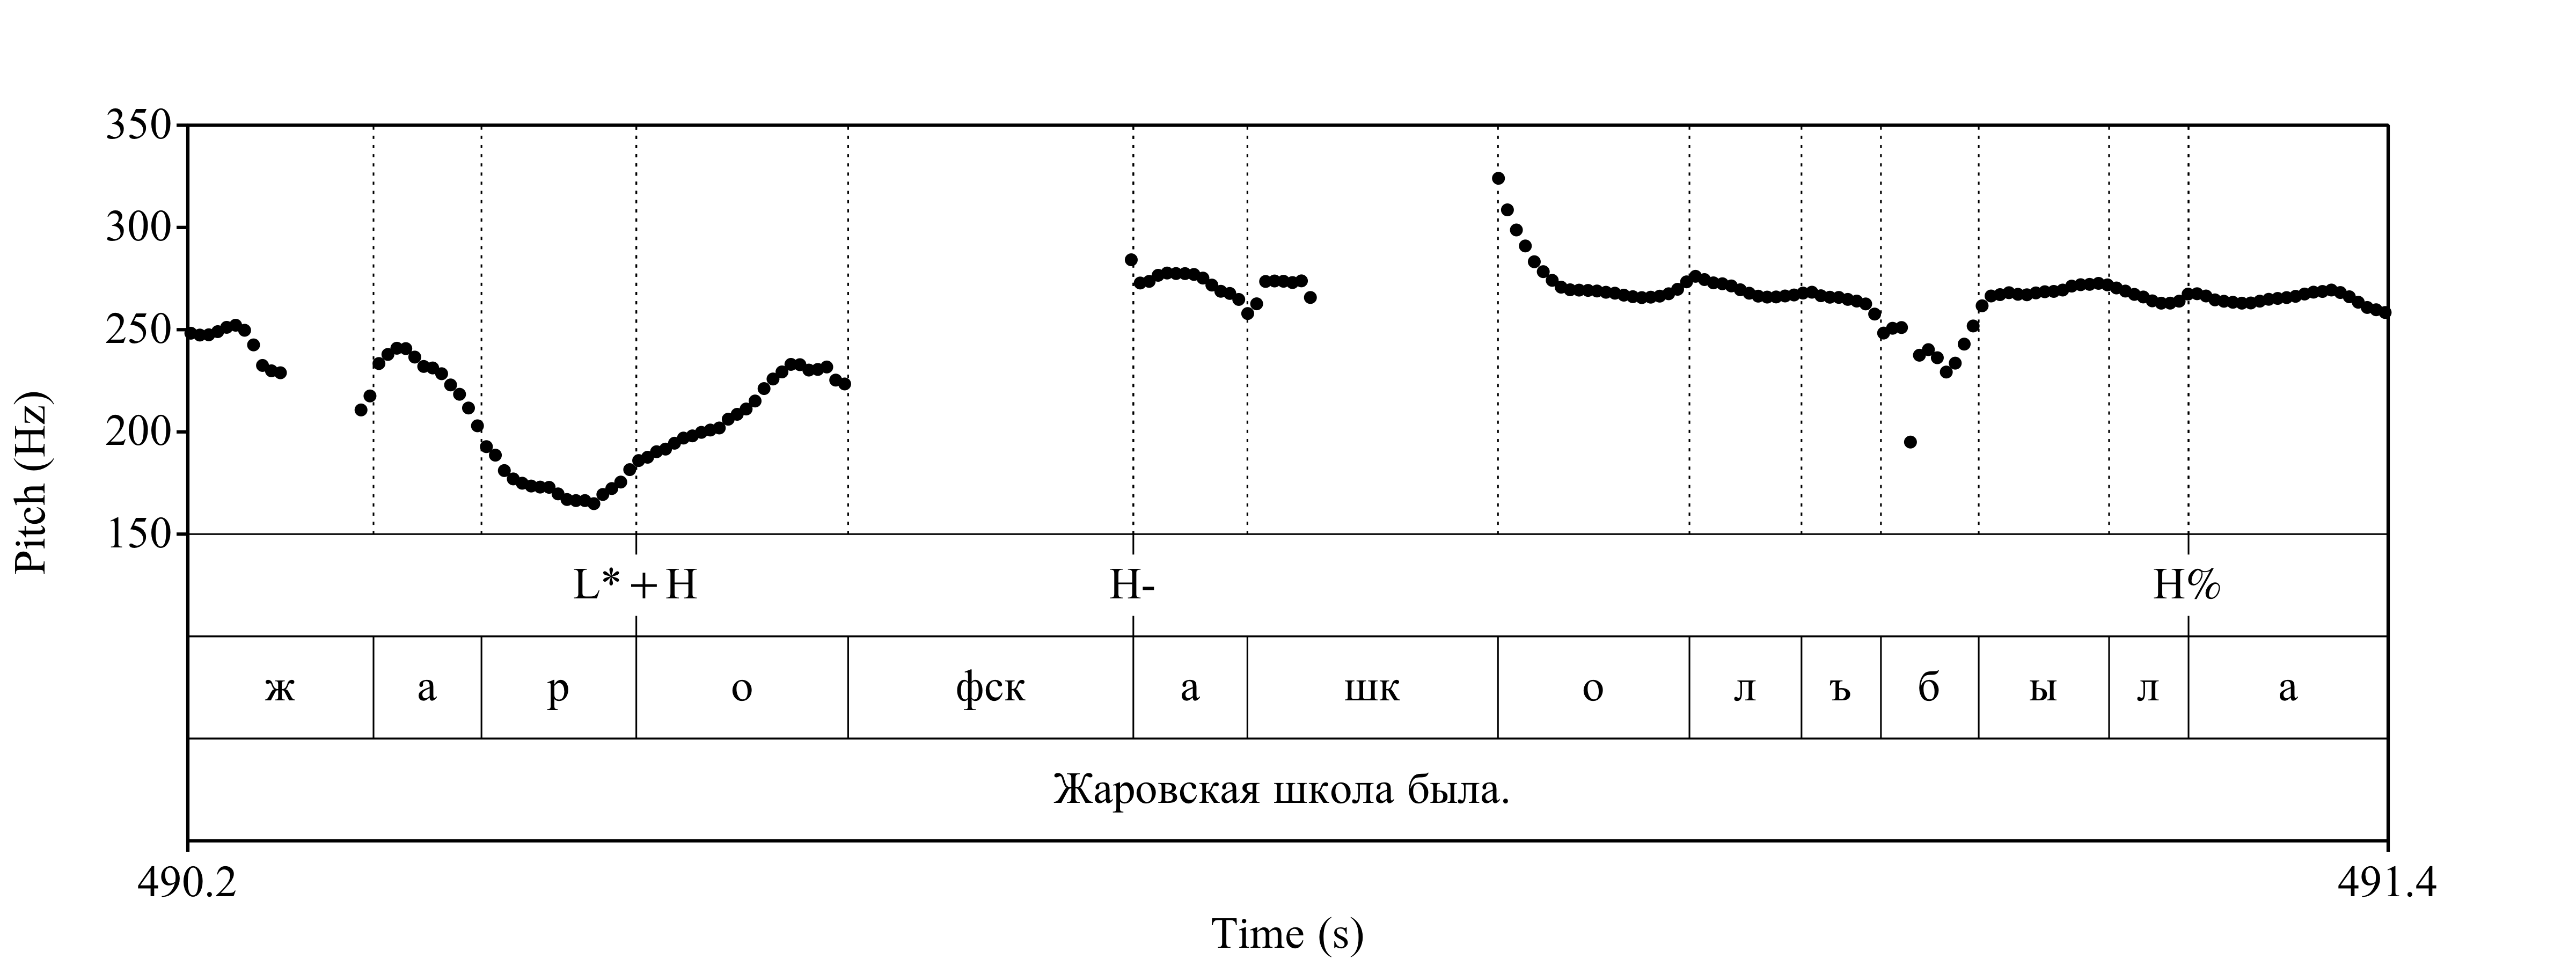 350
300
250
200
150
Pitch (Hz)
L*+H H- H%
ж а р о фск а шк о л ъ б ы л а
Жаровская школа была.
490.2 491.4
Time (s)